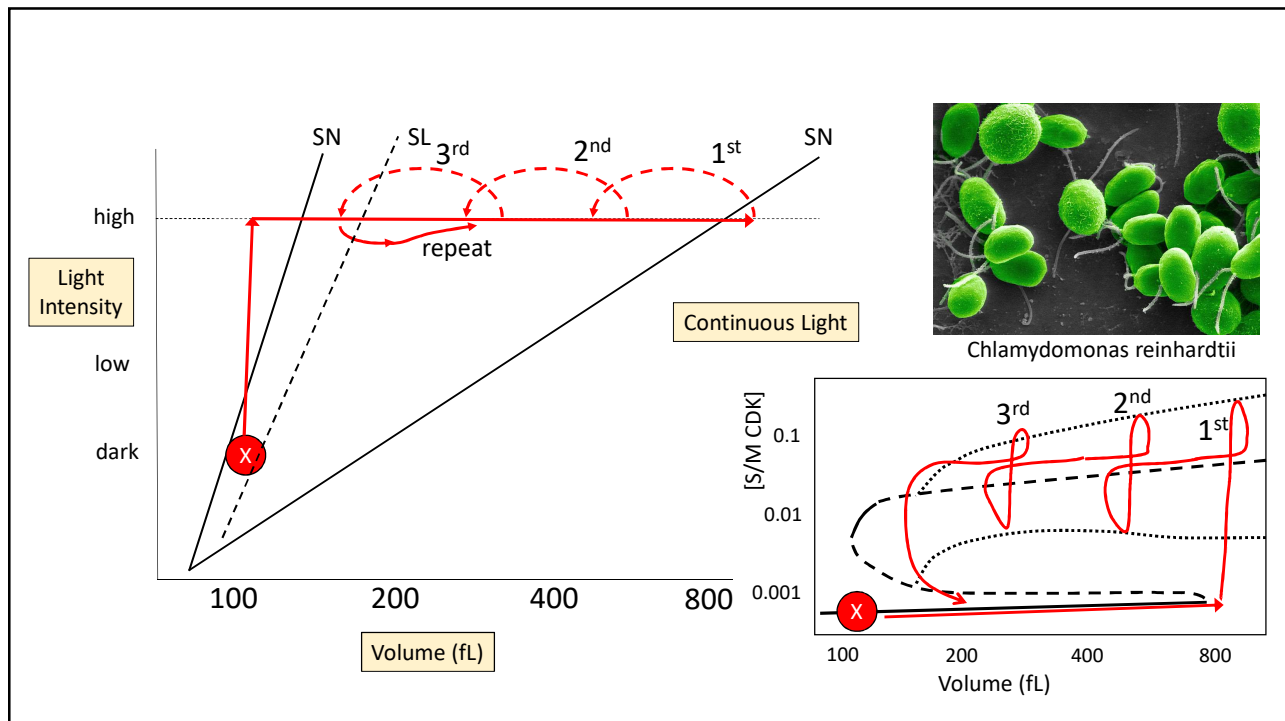 SN
SL
3rd
2nd
1st
SN
high
repeat
Light
Intensity
low
dark
X
Continuous Light
100
200
400
800
Volume (fL)
Chlamydomonas reinhardtii
[S/M CDK]
0.1
0.01
0.001
3rd
2nd
1st
X
100
200
400
800
Volume (fL)